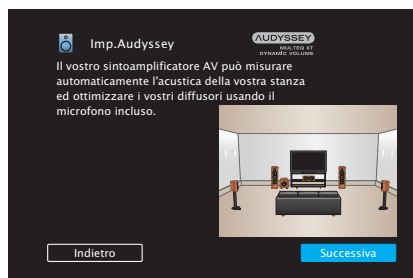 Imp.Audyssey
AUDYSSEY
MULTEQ XT
DYNAMIC VOLUME
Il vostro sintoamplificatore AV può misurare
automaticamente l'acustica della vostra stanza
ed ottimizzare i vostri diffusori usando il
microfono incluso.
Indietro
Successiva